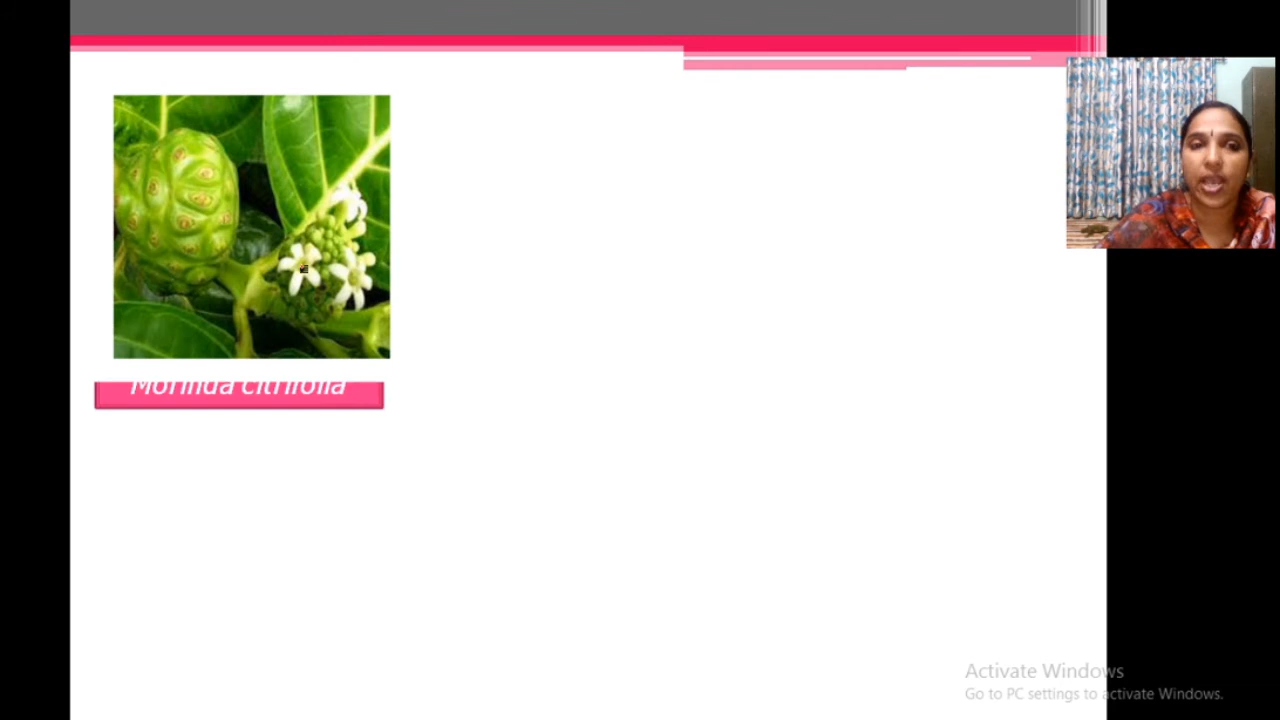 Morinda citrifolia
Activate Windows
Go to PC settings to activate Windows.